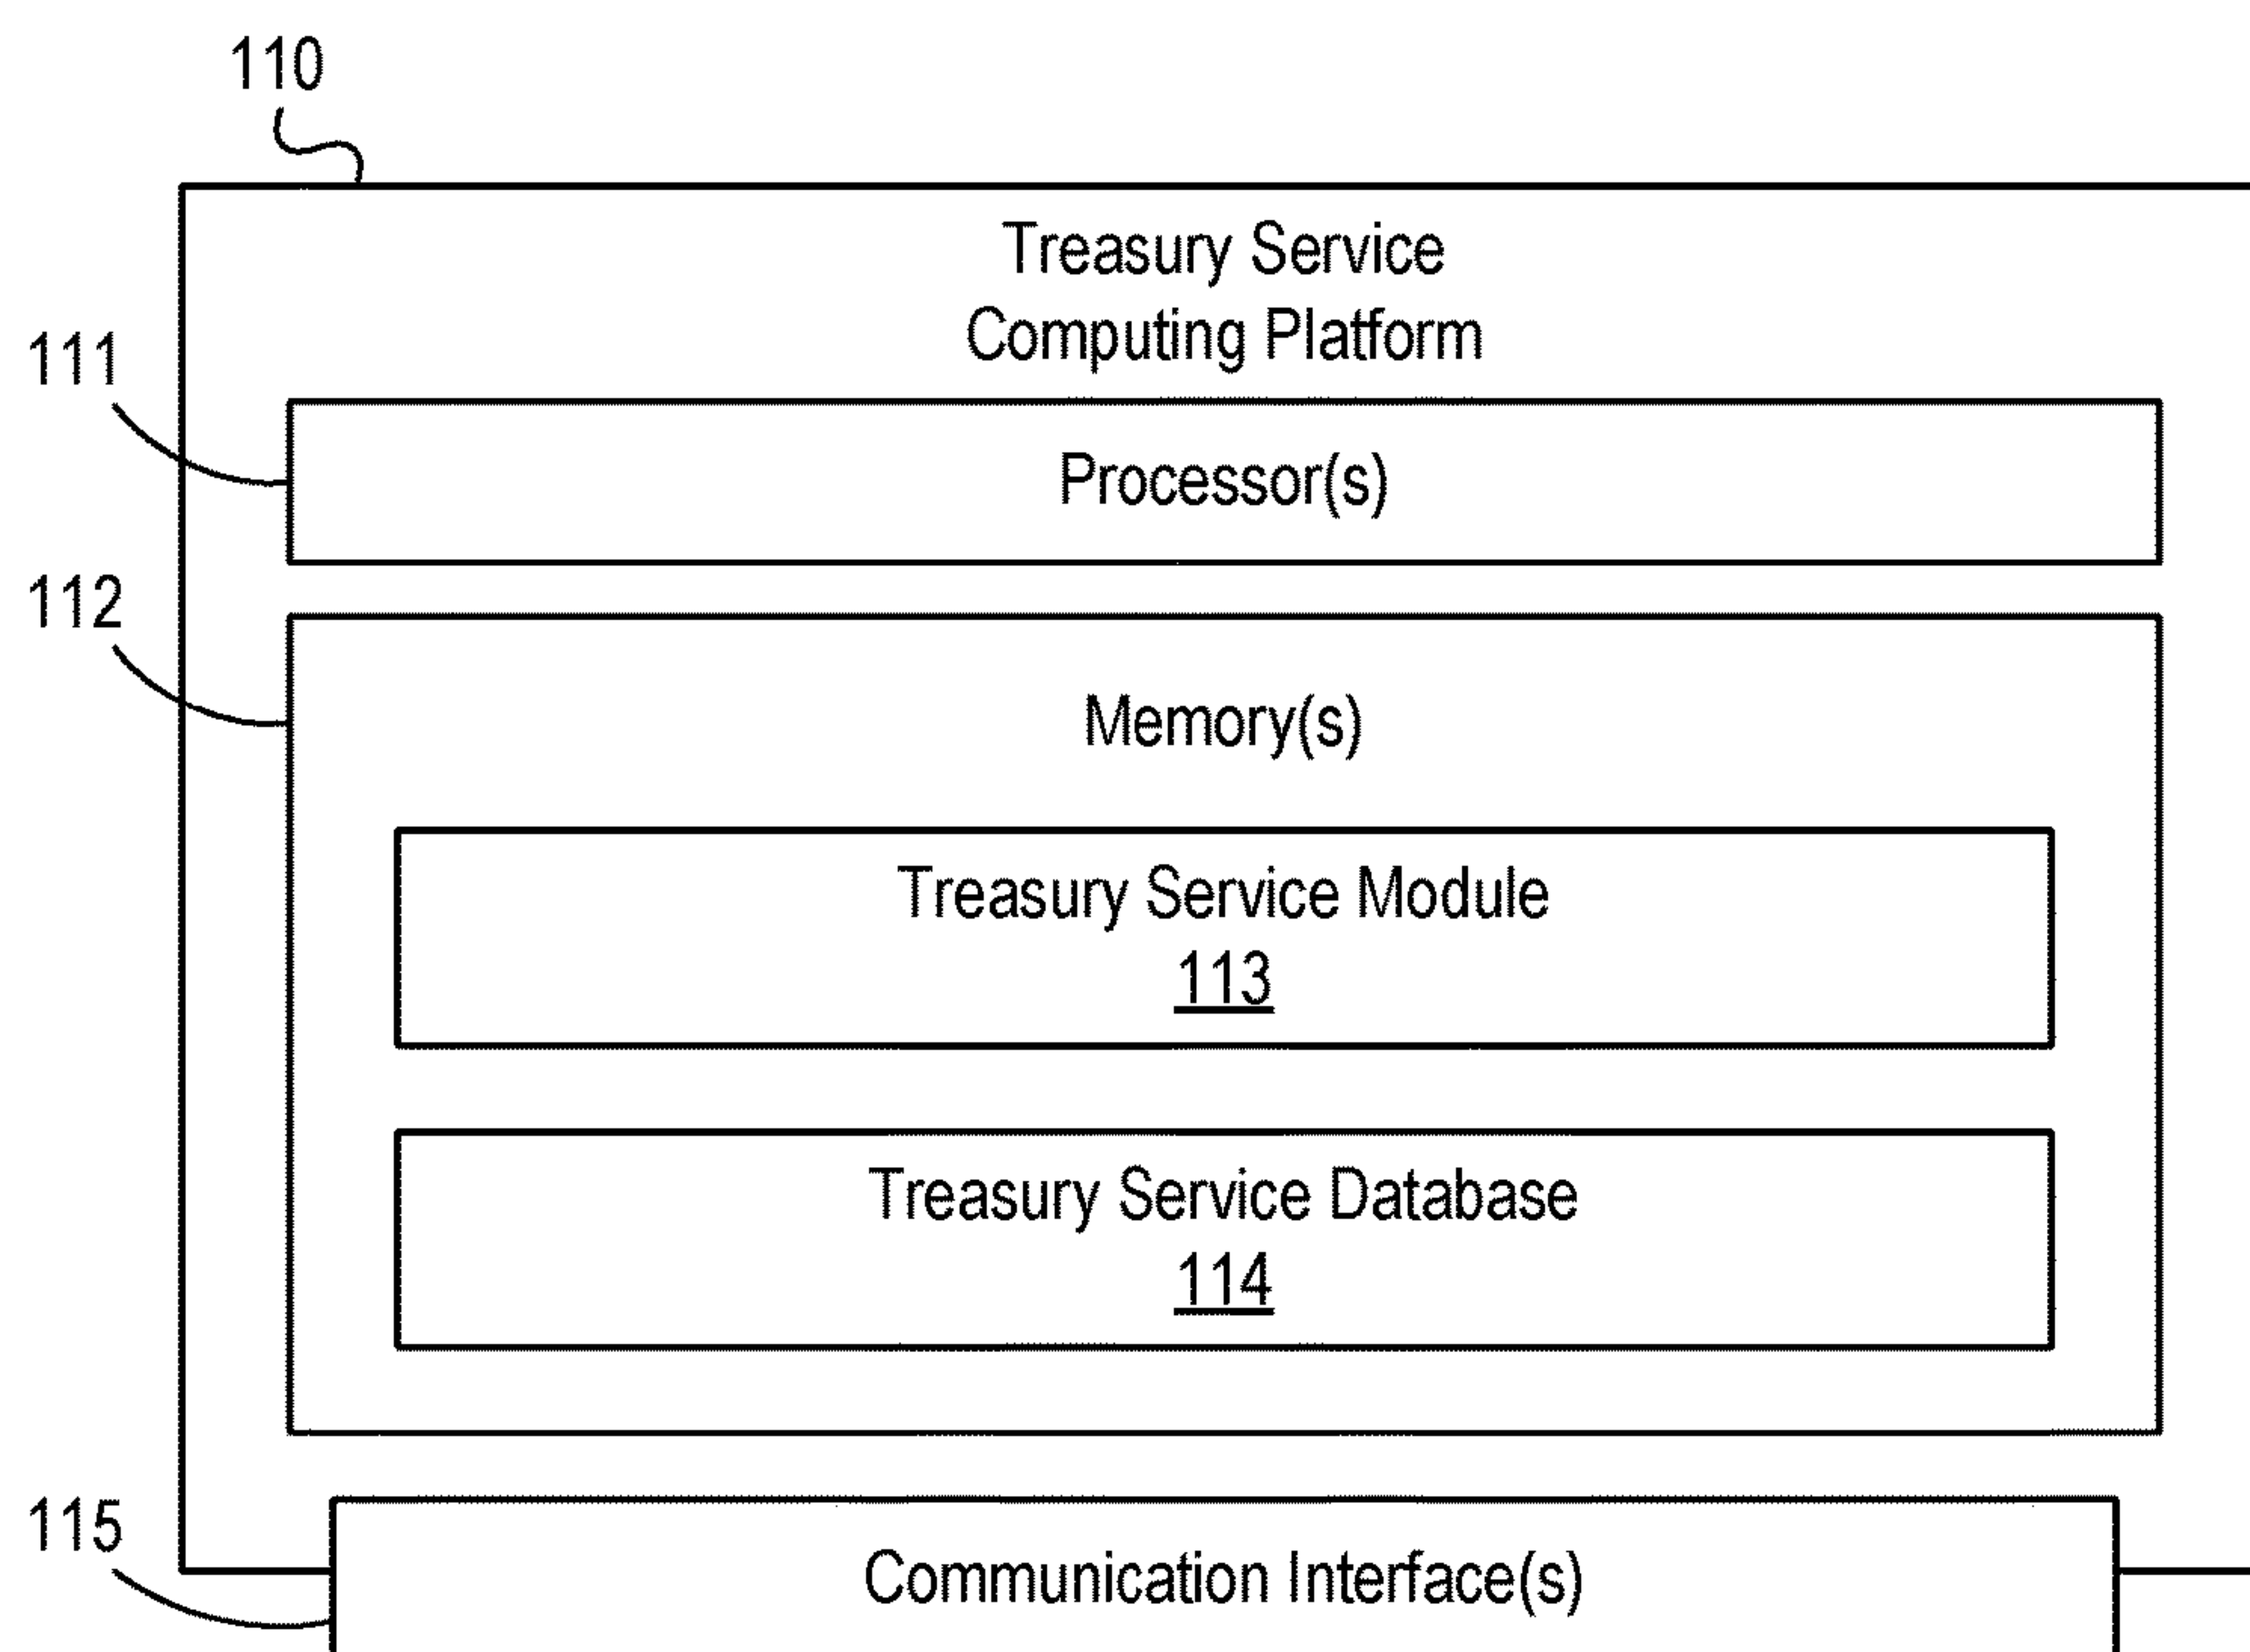 110
Treasury Service
Computing Platform
111
Processor(s)
112
Memory(s)
Treasury Service Module
113
Treasury Service Database
114
115
Communication Interface(s)